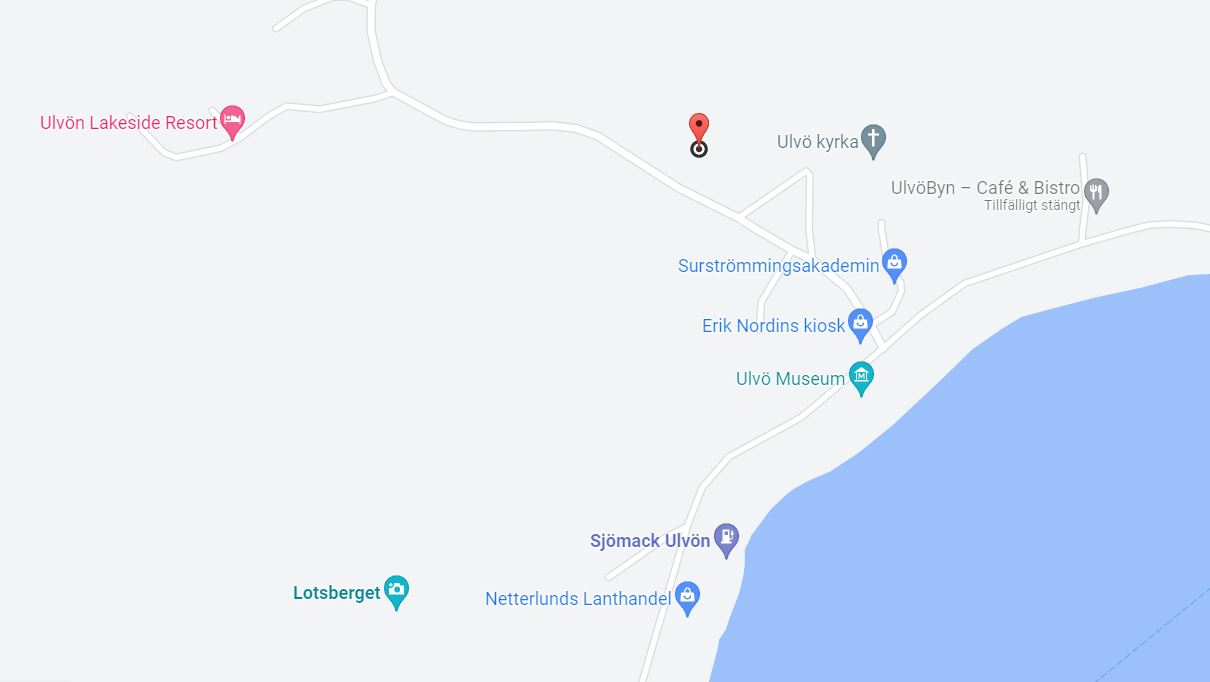 Ulvön Lakeside Resort
Ulvö kyrka
UlvöByn – Café & Bistro
Tillfälligt stängt
Surströmmingsakademin
Erik Nordins kiosk
Ulvö Museum
Sjömack Ulvön
Lotsberget
Netterlunds Lanthandel